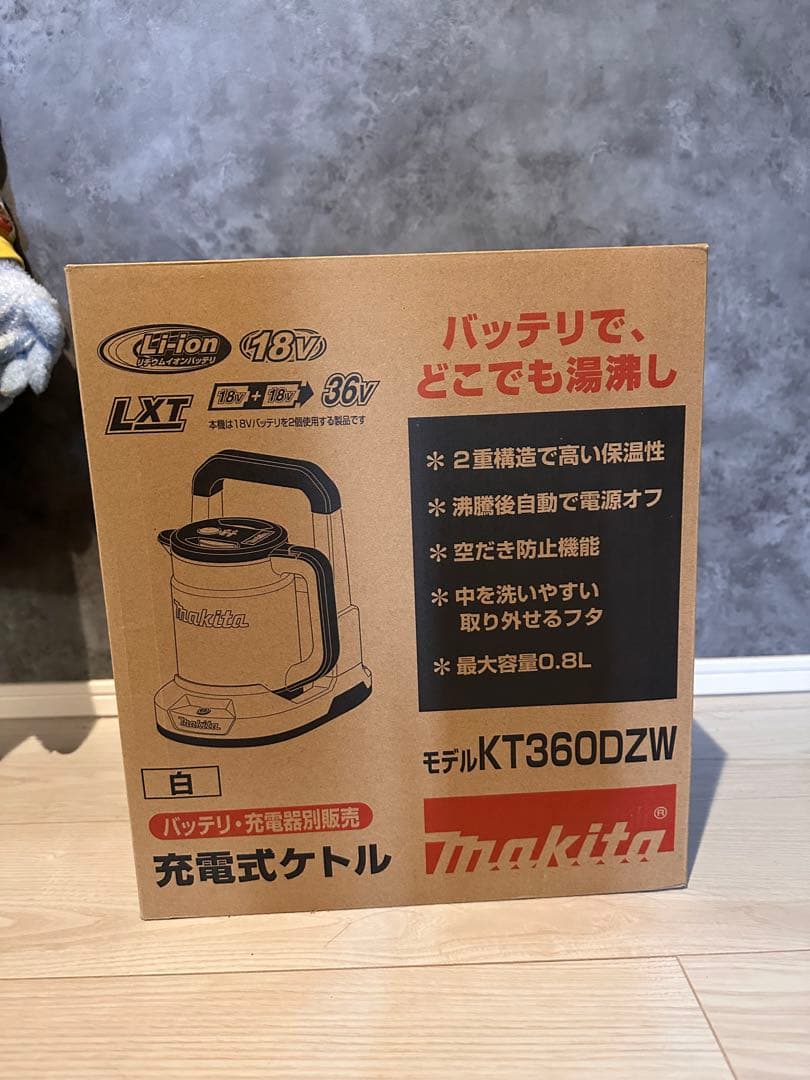 Li-ion
リチウムイオンバッテリ
18V
LXT
18V + 18V 36V
本機は18Vバッテリを2個使用する製品です
makita
makita
白
バッテリ・充電器別販売
充電式ケトル
バッテリで、
どこでも湯沸し
＊2重構造で高い保温性
＊沸騰後自動で電源オフ
＊空だき防止機能
＊中を洗いやすい
取り外せるフタ
＊最大容量0.8L
モデルKT360DZW
makita®